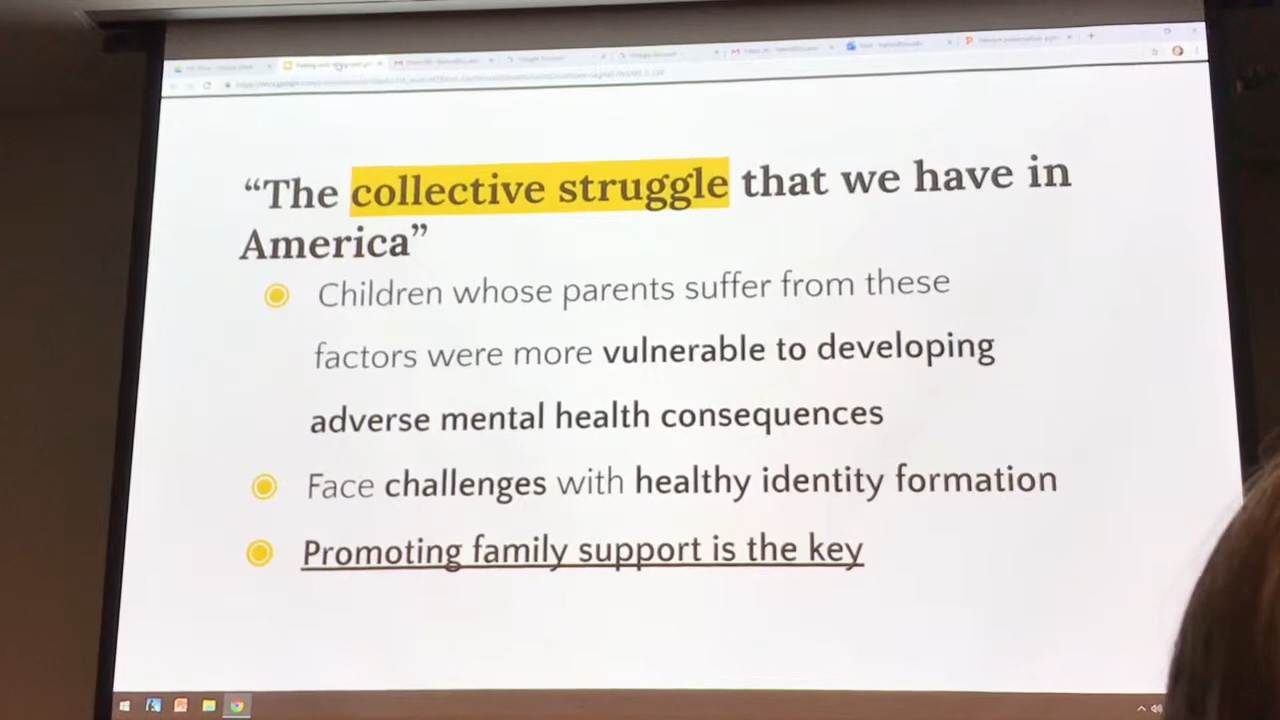 “The collective struggle that we have in
America”
Children whose parents suffer from these
factors were more vulnerable to developing
adverse mental health consequences
Face challenges with healthy identity formation
Promoting family support is the key